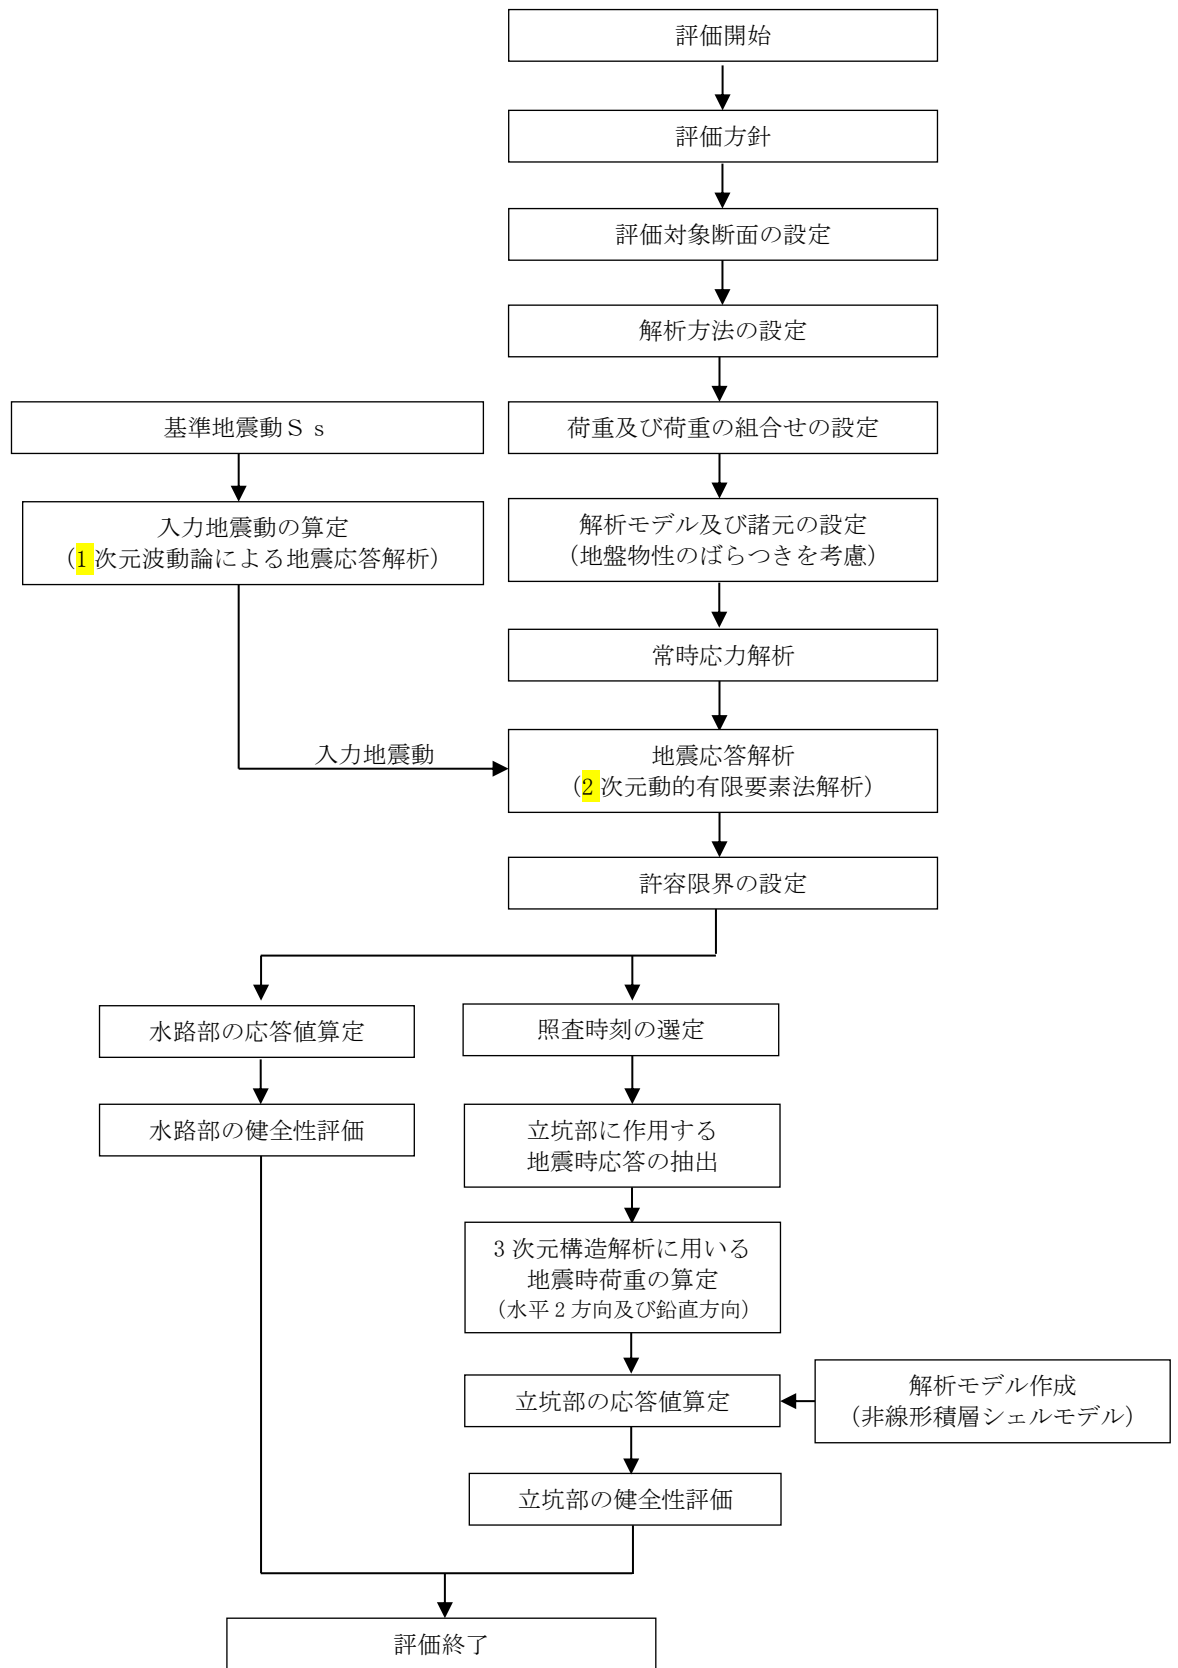 評価開始
評価方針
評価対象断面の設定
解析方法の設定
基準地震動Ｓｓ
荷重及び荷重の組合せの設定
入力地震動の算定
（1 次元波動論による地震応答解析）
解析モデル及び諸元の設定
（地盤物性のばらつきを考慮）
常時応力解析
入力地震動
地震応答解析
（2 次元動的有限要素法解析）
許容限界の設定
水路部の応答値算定
照査時刻の選定
水路部の健全性評価
立坑部に作用する
地震時応答の抽出
3 次元構造解析に用いる
地震時荷重の算定
（水平 2 方向及び鉛直方向）
立坑部の応答値算定
解析モデル作成
（非線形積層シェルモデル）
立坑部の健全性評価
評価終了